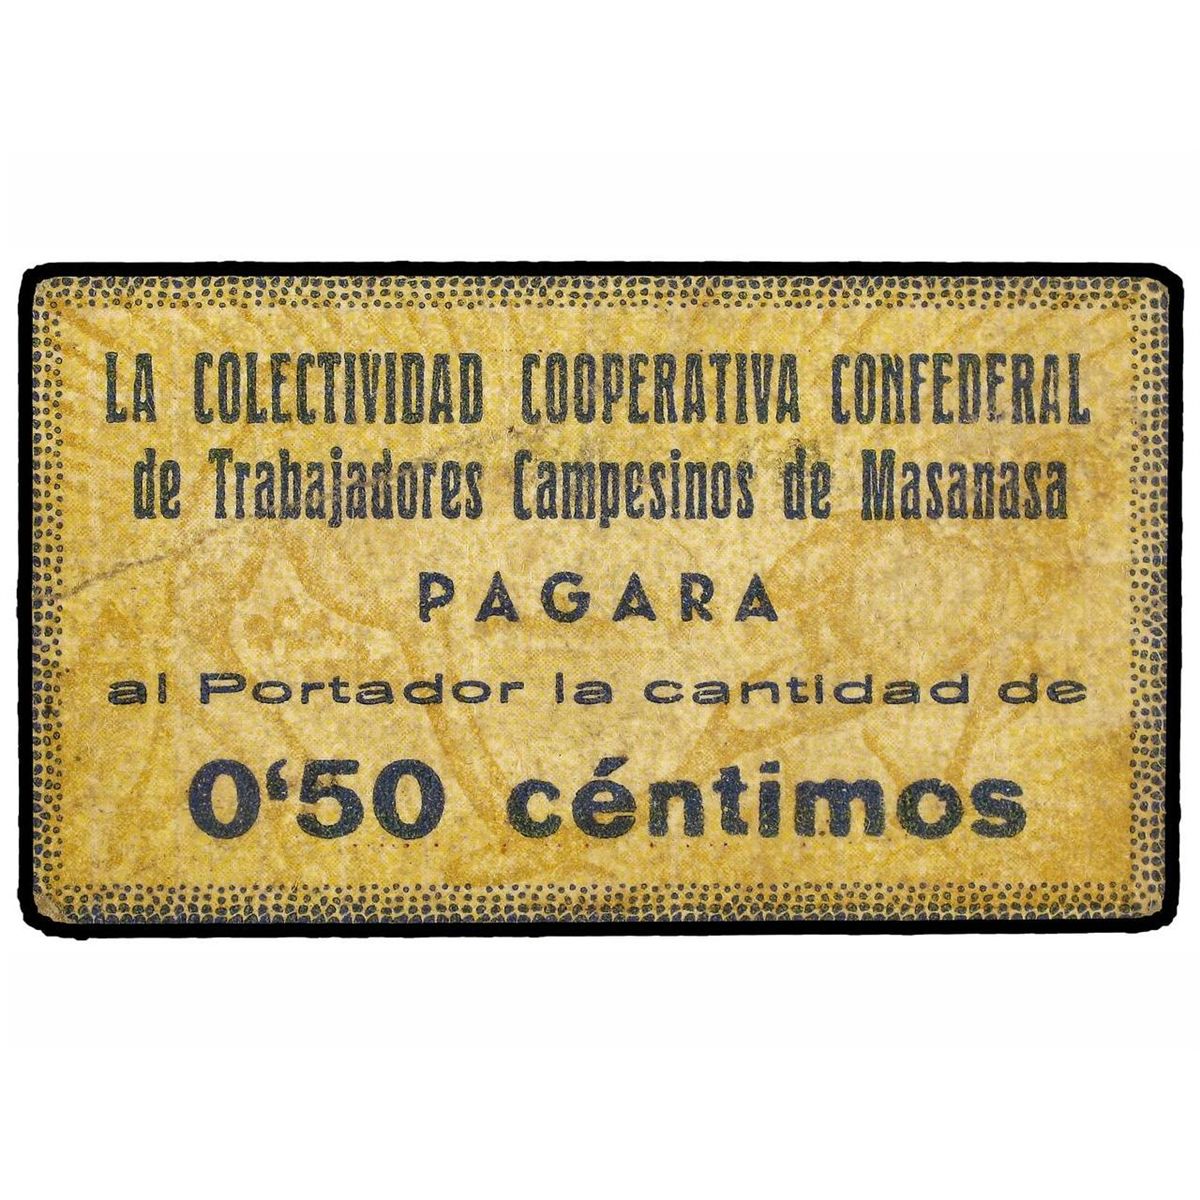 LA COLECTIVIDAD COOPERATIVA CONFEDERAL
de Trabajadores Campesinos de Masanasa
PAGARA
al Portador la cantidad de
0‘50 céntimos